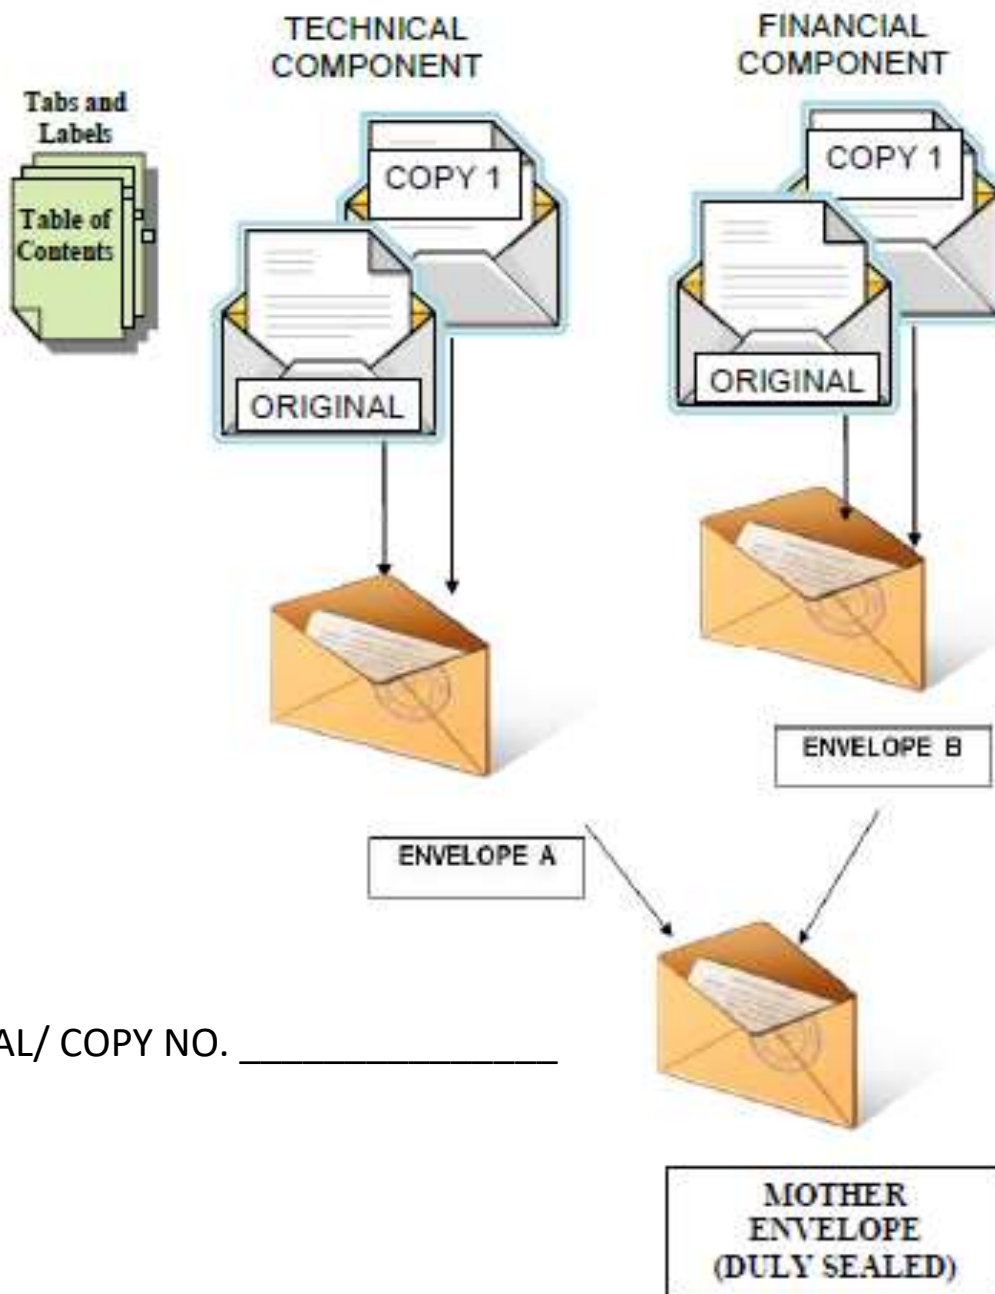 TECHNICAL
COMPONENT
FINANCIAL
COMPONENT
Tabs and
Labels
Table of
Contents
COPY 1
ORIGINAL
COPY 1
ORIGINAL
ENVELOPE B
ENVELOPE A
AL/ COPY NO. _______________
MOTHER
ENVELOPE
(DULY SEALED)